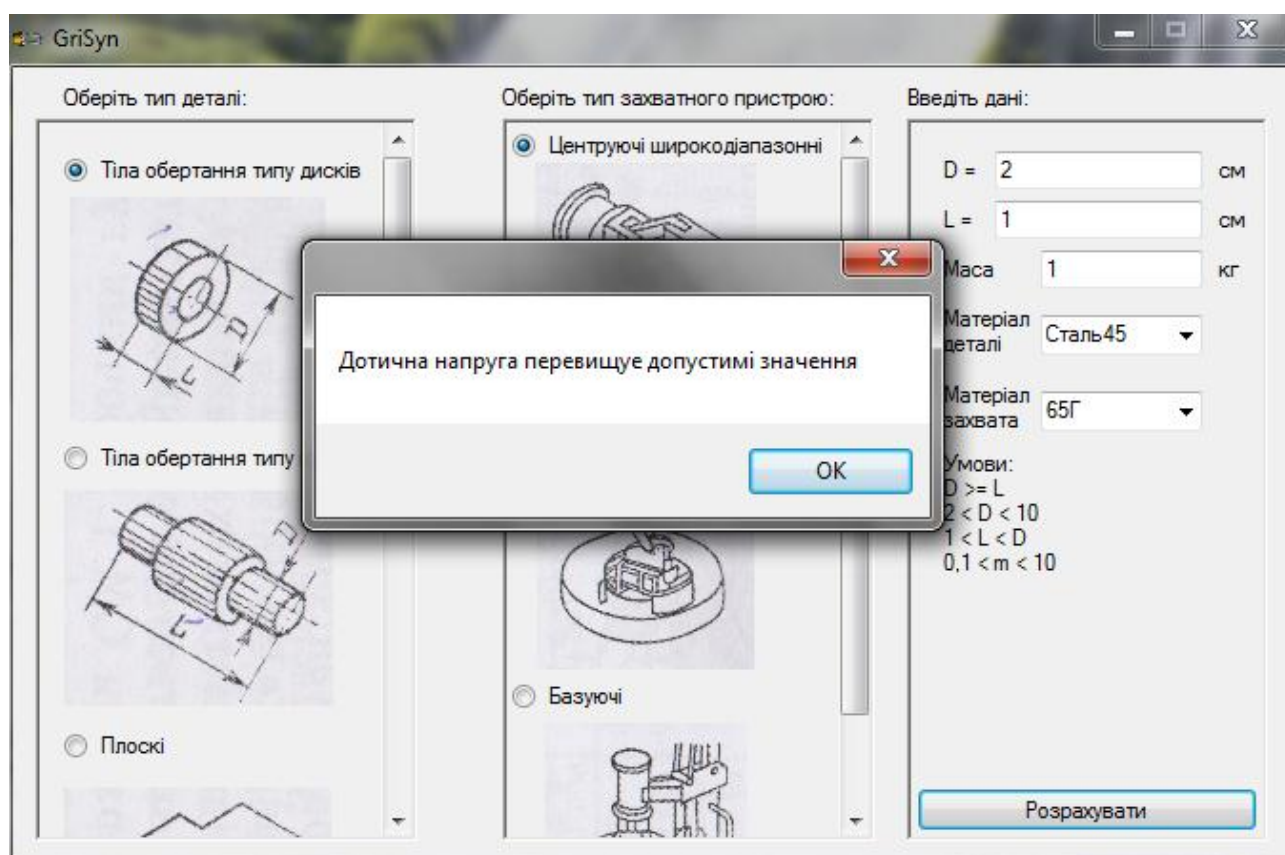 GriSyn
Оберіть тип деталі:
Тіла обертання типу дисків
D
L
Тіла обертання типу
D
L
Плоскі
Оберіть тип захватного пристрою:
Центруючі широкодіапазонні
Базуючі
Введіть дані:
D = 2 см
L = 1 см
Маса 1 кг
Матеріал
деталі
Сталь45
Матеріал
захвата
65Г
Умови:
D >= L
2 < D < 10
1 < L < D
0,1 < m < 10
Розрахувати
Дотична напруга перевищує допустимі значення
OK